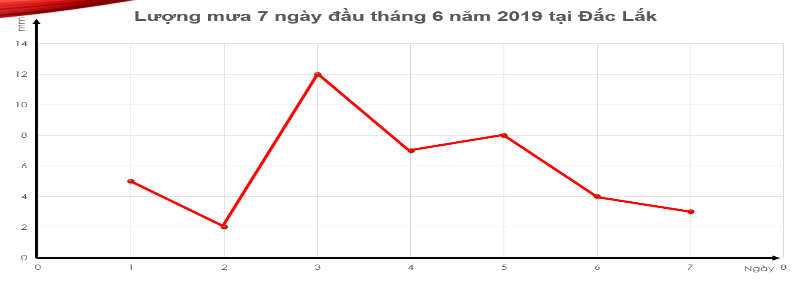 Lượng mưa 7 ngày đầu tháng 6 năm 2019 tại Đắc Lắk
mm
14
12
10
8
6
4
2
0
0 1 2 3 4 5 6 7 Ngày 8